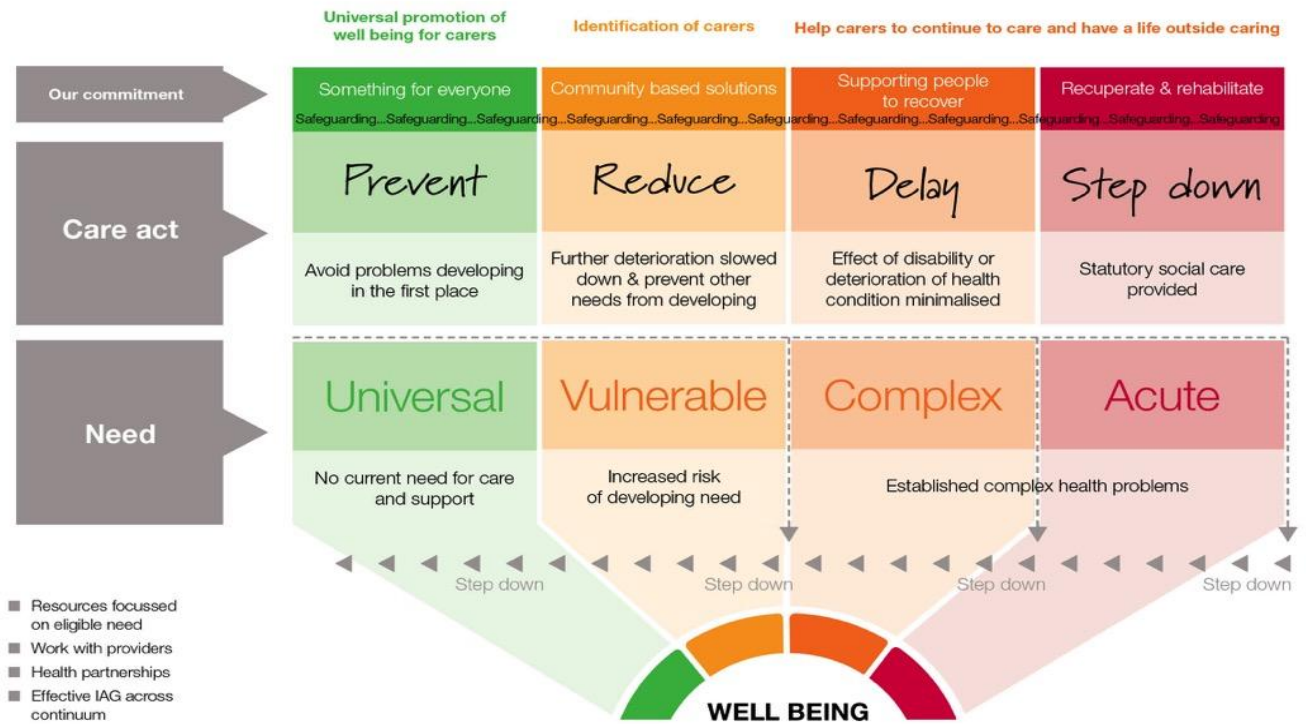 Universal promotion of
well being for carers
Identification of carers
Help carers to continue to care and have a life outside caring
Our commitment
Something for everyone
Community based solutions
Supporting people
to recover
Recuperate & rehabilitate
Safeguarding...Safeguarding...Safeguarding...Safeguarding...Safeguarding...Safeguarding...Safeguarding...Safeguarding...Safeguarding...Safeguarding...Safeguarding
Care act
Prevent
Reduce
Delay
Step down
Avoid problems developing
in the first place
Further deterioration slowed
down & prevent other
needs from developing
Effect of disability or
deterioration of health
condition minimalised
Statutory social care
provided
Need
Universal
Vulnerable
Complex
Acute
No current need for care
and support
Increased risk
of developing need
Established complex health problems
Step down
Step down
Step down
Step down
Resources focussed
on eligible need
Work with providers
Health partnerships
Effective IAG across
continuum
WELL BEING